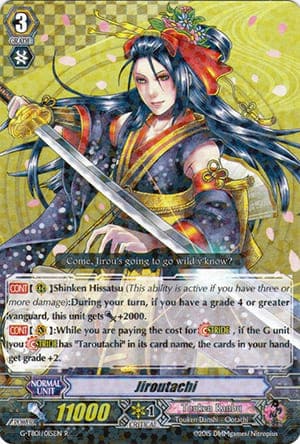 3
GRADE
Come, Jirou's going to go wild y'know?
CONT [ ]:Shinken Hissatsu (This ability is active if you have three or
more damage):During your turn, if you have a grade 4 or greater
vanguard, this unit gets +2000.
CONT [ ]:While you are paying the cost for STRIDE, if the G unit
you STRIDE has "Taroutachi" in its card name, the cards in your hand
get grade +2.
NORMAL
UNIT
Jiroutachi
POWER
11000
1
CRITICAL
Touken Ranbu
Touken Danshi - Ootachi
G-TB01/015EN R
©2015 DMMgames/Nitroplus